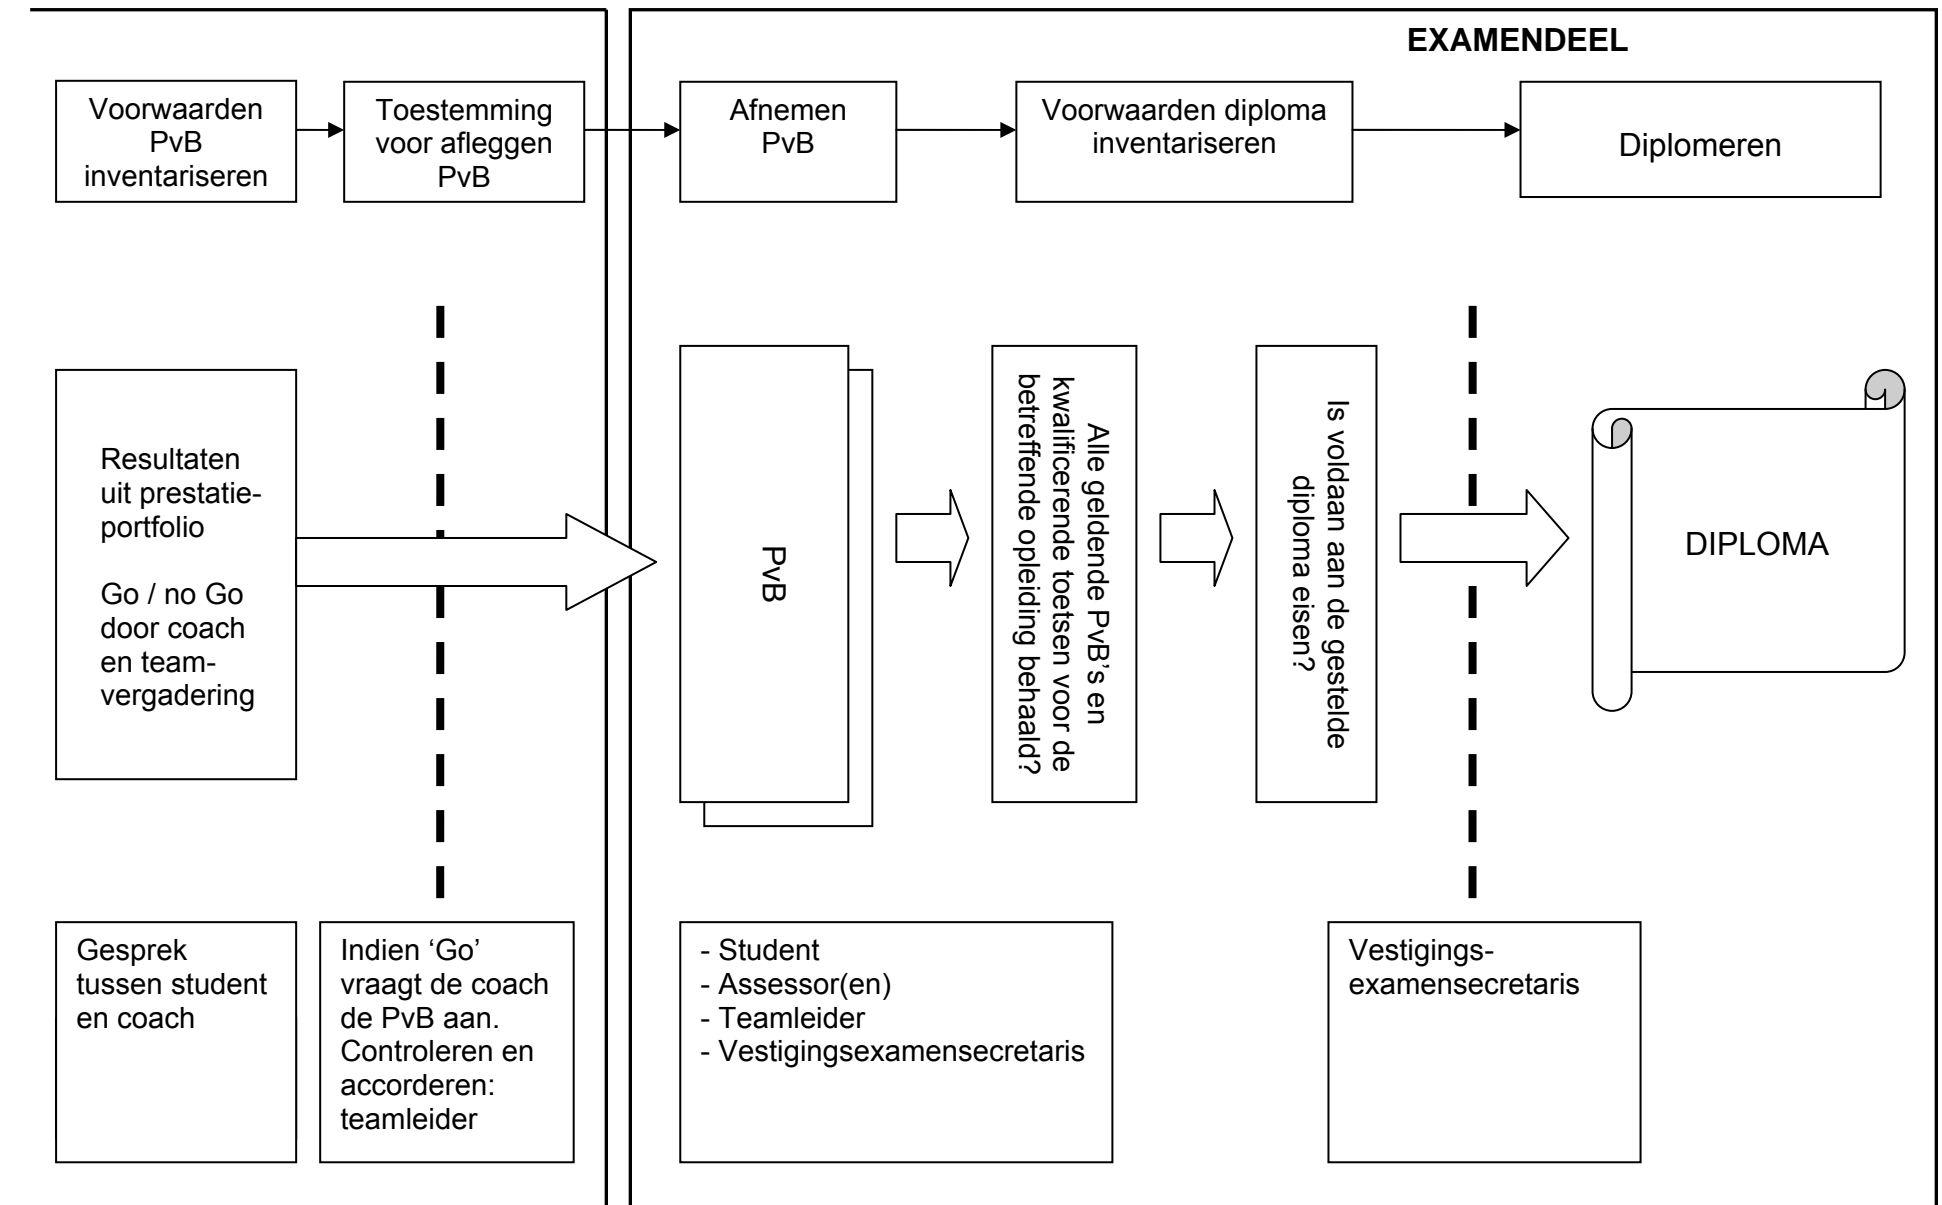 EXAMENDEEL
Voorwaarden
PvB
inventariseren
Toestemming
voor afleggen
PvB
Afnemen
PvB
Voorwaarden diploma
inventariseren
Diplomeren
Resultaten
uit prestatie-
portfolio
Go / no Go
door coach
en team-
vergadering
PvB
Alle geldende PvB's en
kwalificerende toetsen voor de
betreffende opleiding behaald?
Is voldaan aan de gestelde
diploma eisen?
DIPLOMA
Gesprek
tussen student
en coach
Indien ‘Go’
vraagt de coach
de PvB aan.
Controleren en
accorderen:
teamleider
- Student
- Assessor(en)
- Teamleider
- Vestigingsexamensecretaris
Vestigings-
examensecretaris